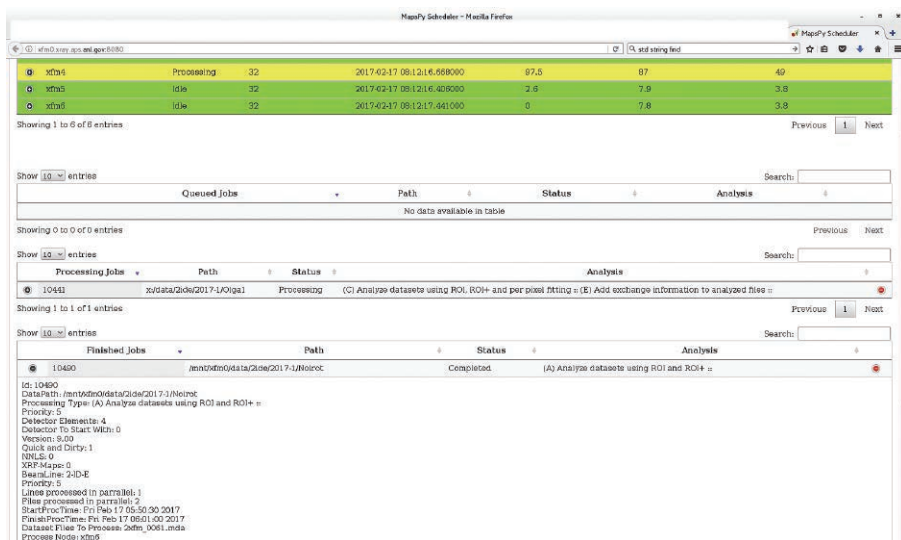 MapsPy Scheduler - Mozilla Firefox
MapsPy Scheduler
xfm0.xray.aps.anl.gov:8080
std string find
xfm4 Processing 32 2017-02-17 08:12:16.668000 97.5 87 49
xfm5 Idle 32 2017-02-17 08:12:16.406000 2.6 7.9 3.8
xfm6 Idle 32 2017-02-17 08:12:17.441000 0 7.8 3.8
Showing 1 to 6 of 6 entries Previous 1 Next
Show 10 entries Search:
Queued Jobs Path Status Analysis
No data available in table
Showing 0 to 0 of 0 entries Previous Next
Show 10 entries Search:
Processing Jobs Path Status Analysis
10441 x:/data/2ide/2017-1/Olga1 Processing (C) Analyze datasets using ROI, ROI+ and per pixel fitting :: (E) Add exchange information to analyzed files ::
Showing 1 to 1 of 1 entries Previous 1 Next
Show 10 entries Search:
Finished Jobs Path Status Analysis
10490 /mnt/xfm0/data/2ide/2017-1/Noirot Completed (A) Analyze datasets using ROI and ROI+ ::
Id: 10490
DataPath: /mnt/xfm0/data/2ide/2017-1/Noirot
Processing Type: (A) Analyze datasets using ROI and ROI+ ::
Priority: 5
Detector Elements: 4
Detector To Start With: 0
Version: 9.00
Quick and Dirty: 1
NNLS: 0
XRF-Maps: 0
BeamLine: 2-ID-E
Priority: 5
Lines processed in parrallel: 1
Files processed in parrallel: 2
StartProcTime: Fri Feb 17 05:50:30 2017
FinishProcTime: Fri Feb 17 06:01:00 2017
Dataset Files To Process: 2xfm_0061.mda
Process Node: xfm6